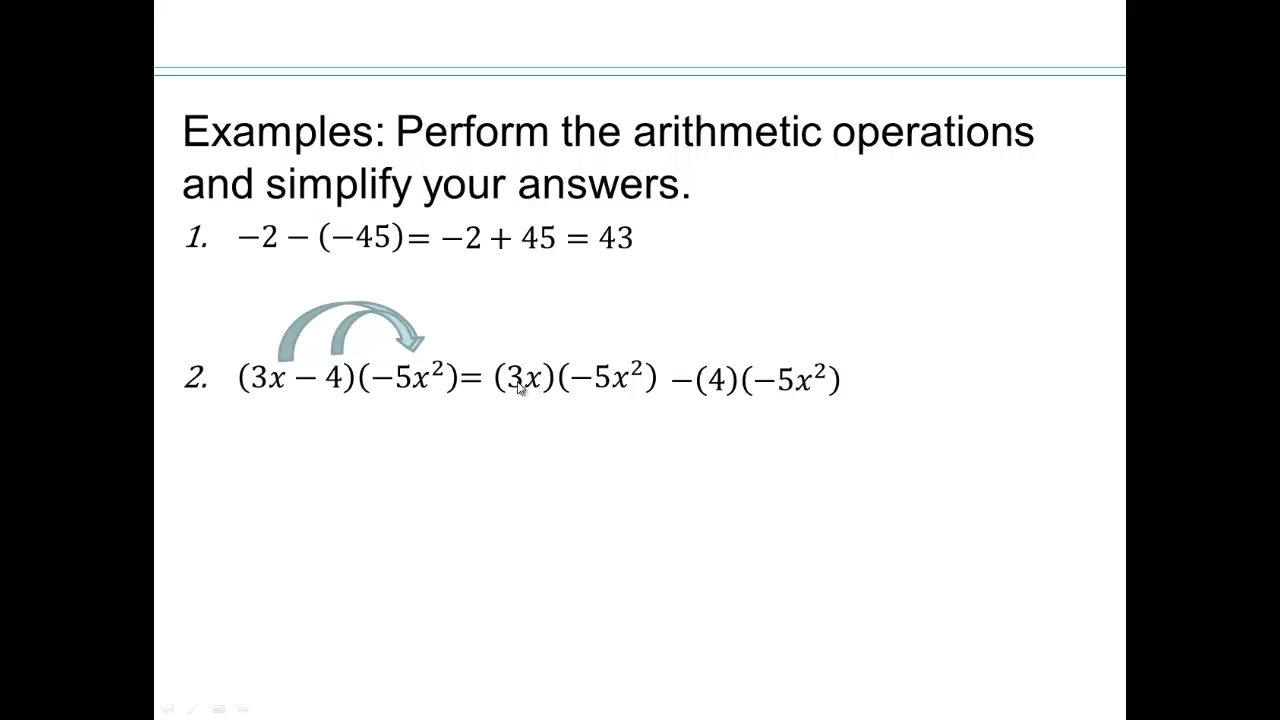 Examples: Perform the arithmetic operations
and simplify your answers.
1. −2 − (−45)= −2 + 45 = 43
2. (3x − 4)(−5x²)= (3x)(−5x²) −(4)(−5x²)